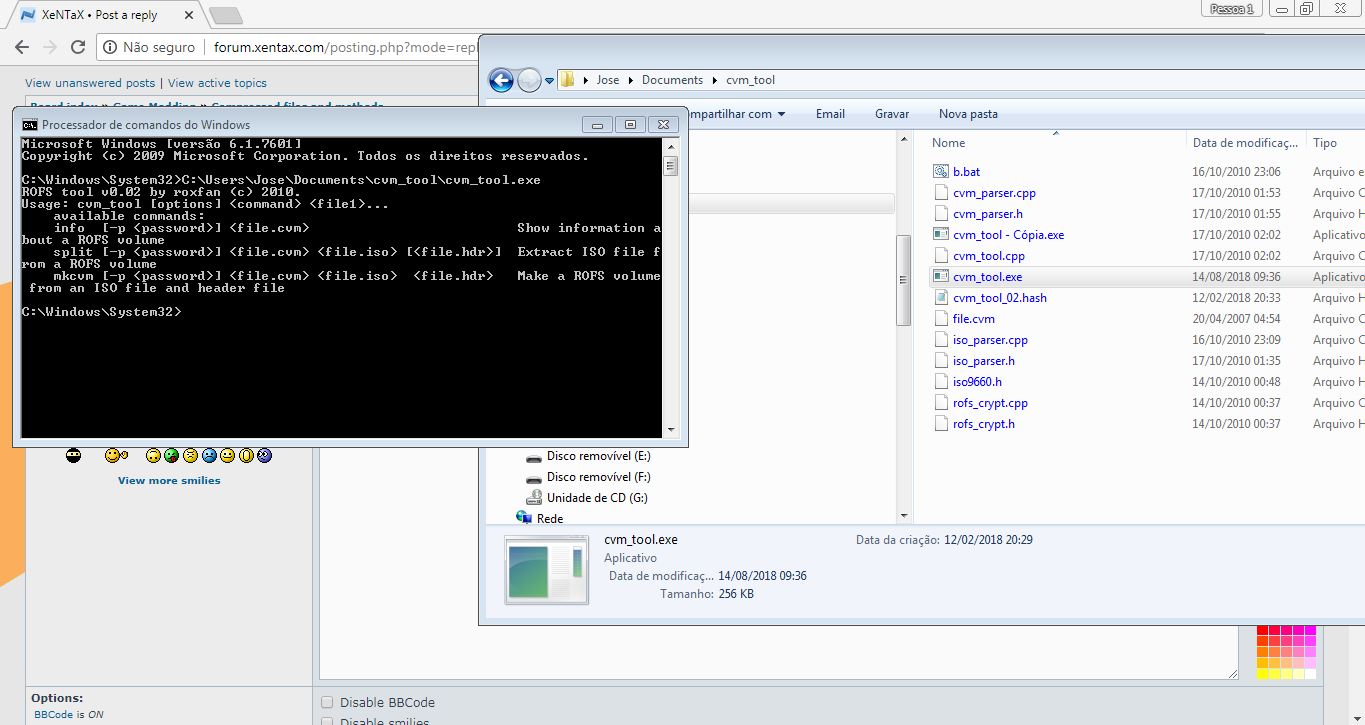 XeNTaX • Post a reply
Pessoa 1
Não seguro
forum.xentax.com/posting.php?mode=repl
View unanswered posts | View active topics
Board index » Game Modding » Compressed files and methods
Jose Documents cvm_tool
mpartilhar com Email Gravar Nova pasta
Processador de comandos do Windows
Microsoft Windows [versão 6.1.7601]
Copyright (c) 2009 Microsoft Corporation. Todos os direitos reservados.
C:\Windows\System32>C:\Users\Jose\Documents\cvm_tool\cvm_tool.exe
ROFS tool v0.02 by roxfan (c) 2010.
Usage: cvm_tool [options] <command> <file1>...
available commands:
info [-p <password>] <file.cvm> Show information a
bout a ROFS volume
split [-p <password>] <file.cvm> <file.iso> [<file.hdr>] Extract ISO file f
rom a ROFS volume
mkcvm [-p <password>] <file.cvm> <file.iso> <file.hdr> Make a ROFS volume
from an ISO file and header file
C:\Windows\System32>
Nome Data de modificaç... Tipo
b.bat 16/10/2010 23:06 Arquivo e
cvm_parser.cpp 17/10/2010 01:53 Arquivo C
cvm_parser.h 17/10/2010 01:55 Arquivo H
cvm_tool - Cópia.exe 17/10/2010 02:02 Aplicativo
cvm_tool.cpp 17/10/2010 02:02 Arquivo C
cvm_tool.exe 14/08/2018 09:36 Aplicativo
cvm_tool_02.hash 12/02/2018 20:33 Arquivo H
file.cvm 20/04/2007 04:54 Arquivo C
iso_parser.cpp 16/10/2010 23:09 Arquivo C
iso_parser.h 17/10/2010 01:35 Arquivo H
iso9660.h 14/10/2010 00:48 Arquivo H
rofs_crypt.cpp 14/10/2010 00:37 Arquivo C
rofs_crypt.h 14/10/2010 00:37 Arquivo H
Disco removível (E:)
Disco removível (F:)
Unidade de CD (G:)
Rede
View more smilies
cvm_tool.exe Data da criação: 12/02/2018 20:29
Aplicativo
Data de modificaç... 14/08/2018 09:36
Tamanho: 256 KB
Options:
BBCode is ON
Disable BBCode
Disable smilies